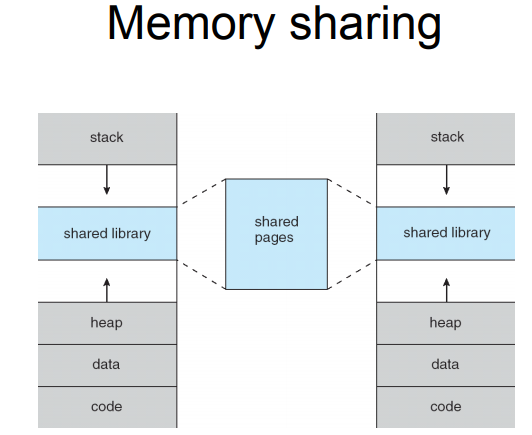 Memory sharing
stack
shared library
heap
data
code
shared
pages
stack
shared library
heap
data
code